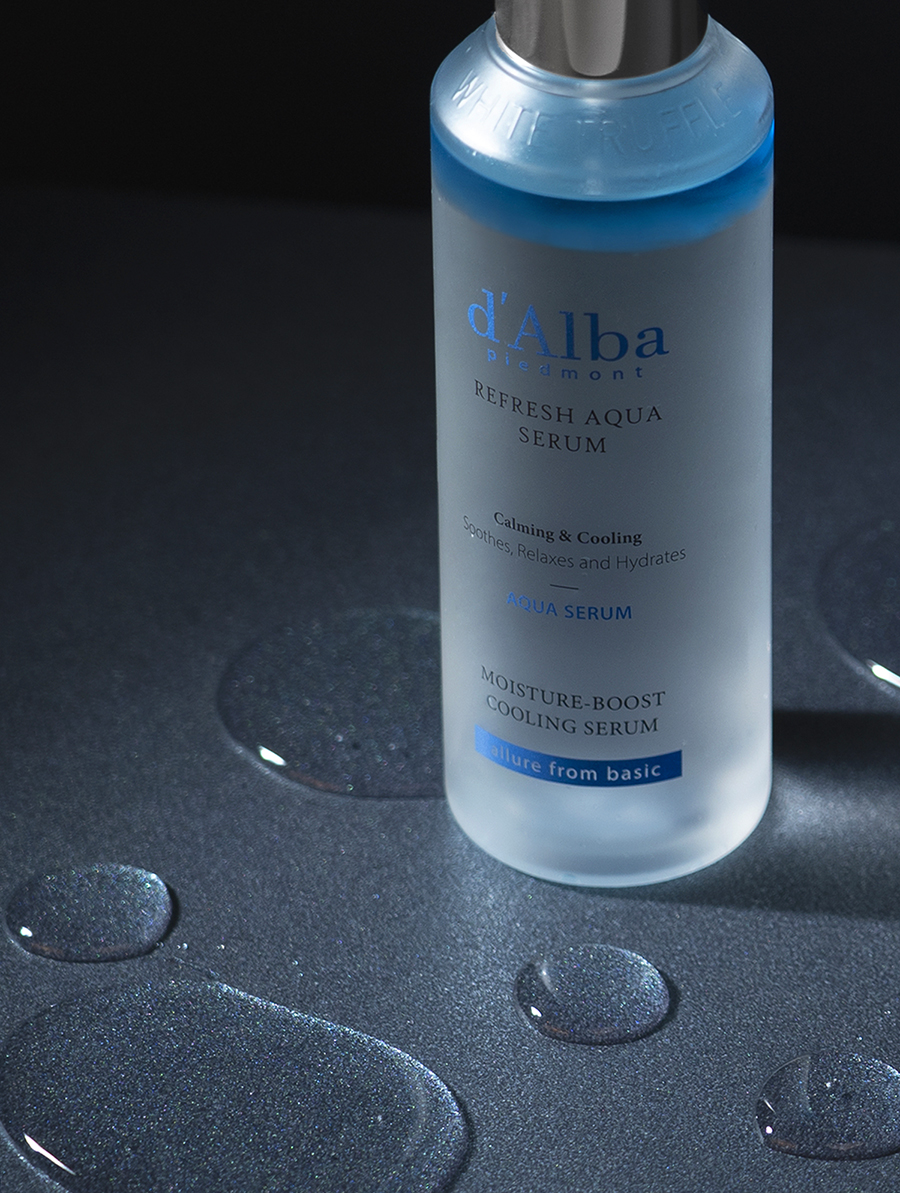 WHITE TRUFFLE
d'Alba
piedmont
REFRESH AQUA
SERUM
Calming & Cooling
Soothes, Relaxes and Hydrates
AQUA SERUM
MOISTURE-BOOST
COOLING SERUM
allure from basic